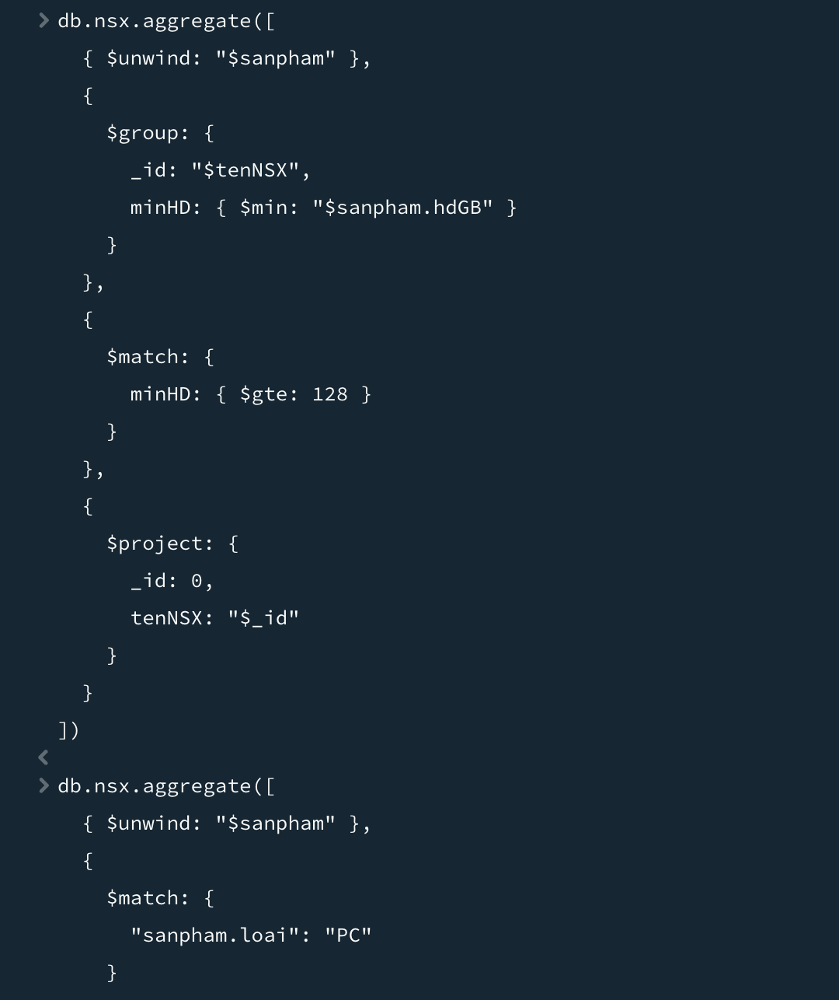 > db.nsx.aggregate([
{ $unwind: "$sanpham" },
{
$group: {
_id: "$tenNSX",
minHD: { $min: "$sanpham.hdGB" }
}
},
{
$match: {
minHD: { $gte: 128 }
}
},
{
$project: {
_id: 0,
tenNSX: "$_id"
}
}
])
<
> db.nsx.aggregate([
{ $unwind: "$sanpham" },
{
$match: {
"sanpham.loai": "PC"
}